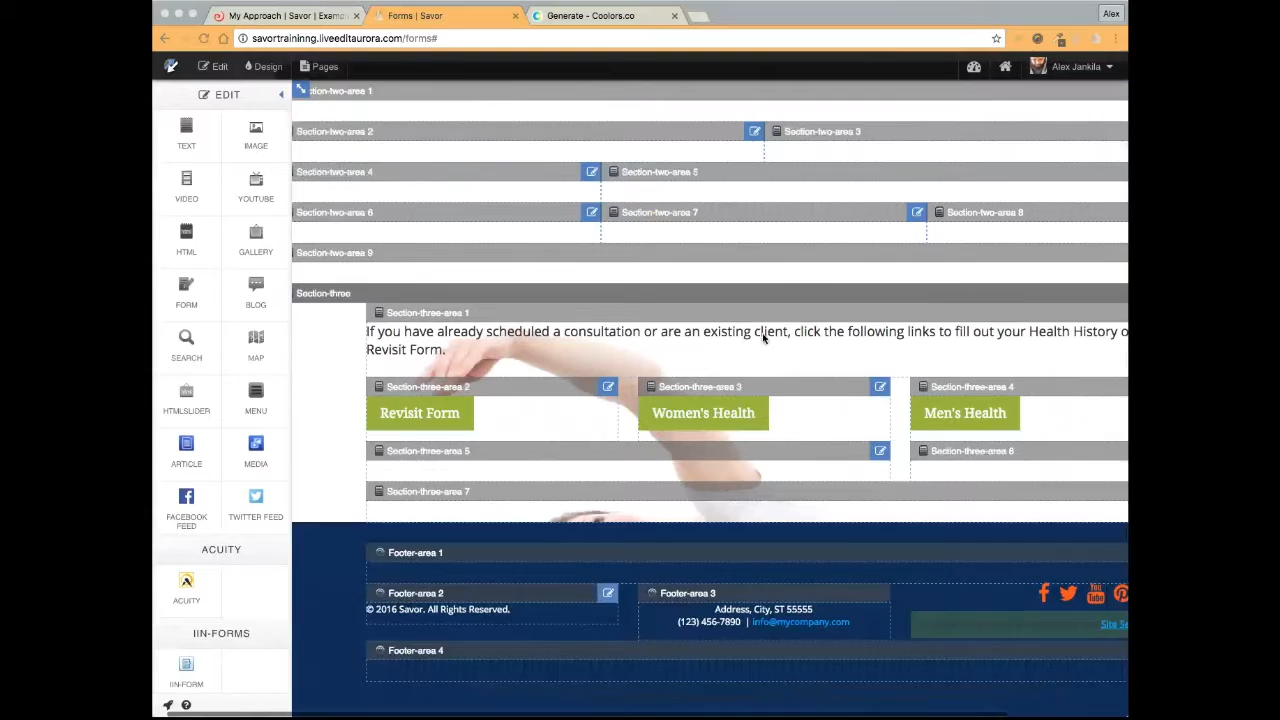 My Approach | Savor | Examp
Forms | Savor
Generate - Coolors.co
Alex
savortraininng.liveeditaurora.com/forms#
Edit
Design
Pages
Alex Jankila
EDIT
TEXT
IMAGE
VIDEO
YOUTUBE
HTML
GALLERY
FORM
BLOG
SEARCH
MAP
HTMLSLIDER
MENU
ARTICLE
MEDIA
FACEBOOK FEED
TWITTER FEED
ACUITY
ACUITY
IIN-FORMS
IIN-FORM
ction-two-area 1
Section-two-area 2
Section-two-area 3
Section-two-area 4
Section-two-area 5
Section-two-area 6
Section-two-area 7
Section-two-area 8
Section-two-area 9
Section-three
Section-three-area 1
If you have already scheduled a consultation or are an existing client, click the following links to fill out your Health History o
Revisit Form.
Section-three-area 2
Section-three-area 3
Section-three-area 4
Revisit Form
Women's Health
Men's Health
Section-three-area 5
Section-three-area 6
Section-three-area 7
Footer-area 1
Footer-area 2
Footer-area 3
© 2016 Savor. All Rights Reserved.
Address, City, ST 55555
(123) 456-7890 | info@mycompany.com
You Tube
Site Se
Footer-area 4